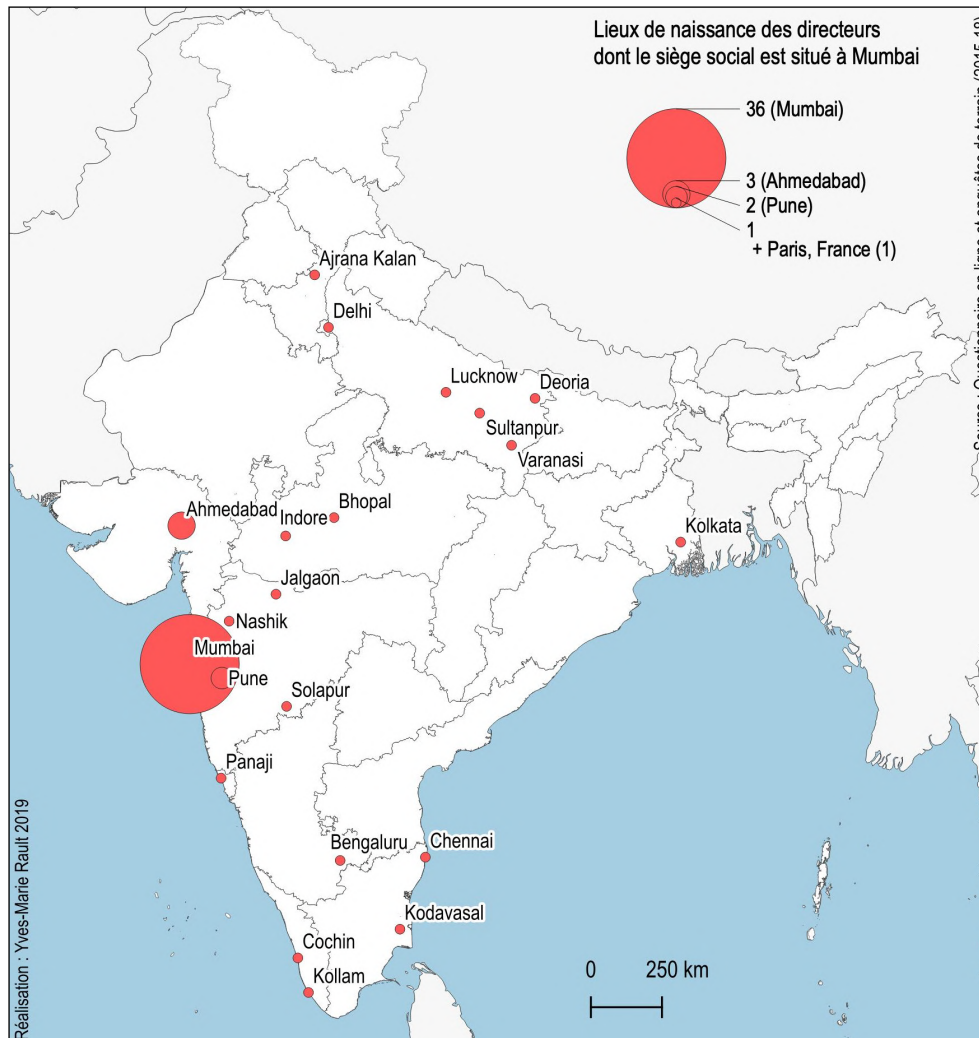 Lieux de naissance des directeurs
dont le siège social est situé à Mumbai
36 (Mumbai)
3 (Ahmedabad)
2 (Pune)
1
+ Paris, France (1)
Ajrana Kalan
Delhi
Lucknow
Deoria
Sultanpur
Varanasi
Ahmedabad
Indore
Bhopal
Kolkata
Jalgaon
Nashik
Mumbai
Pune
Solapur
Panaji
Bengaluru
Chennai
Kodavasal
Cochin
Kollam
0 250 km
Réalisation : Yves-Marie Rault 2019